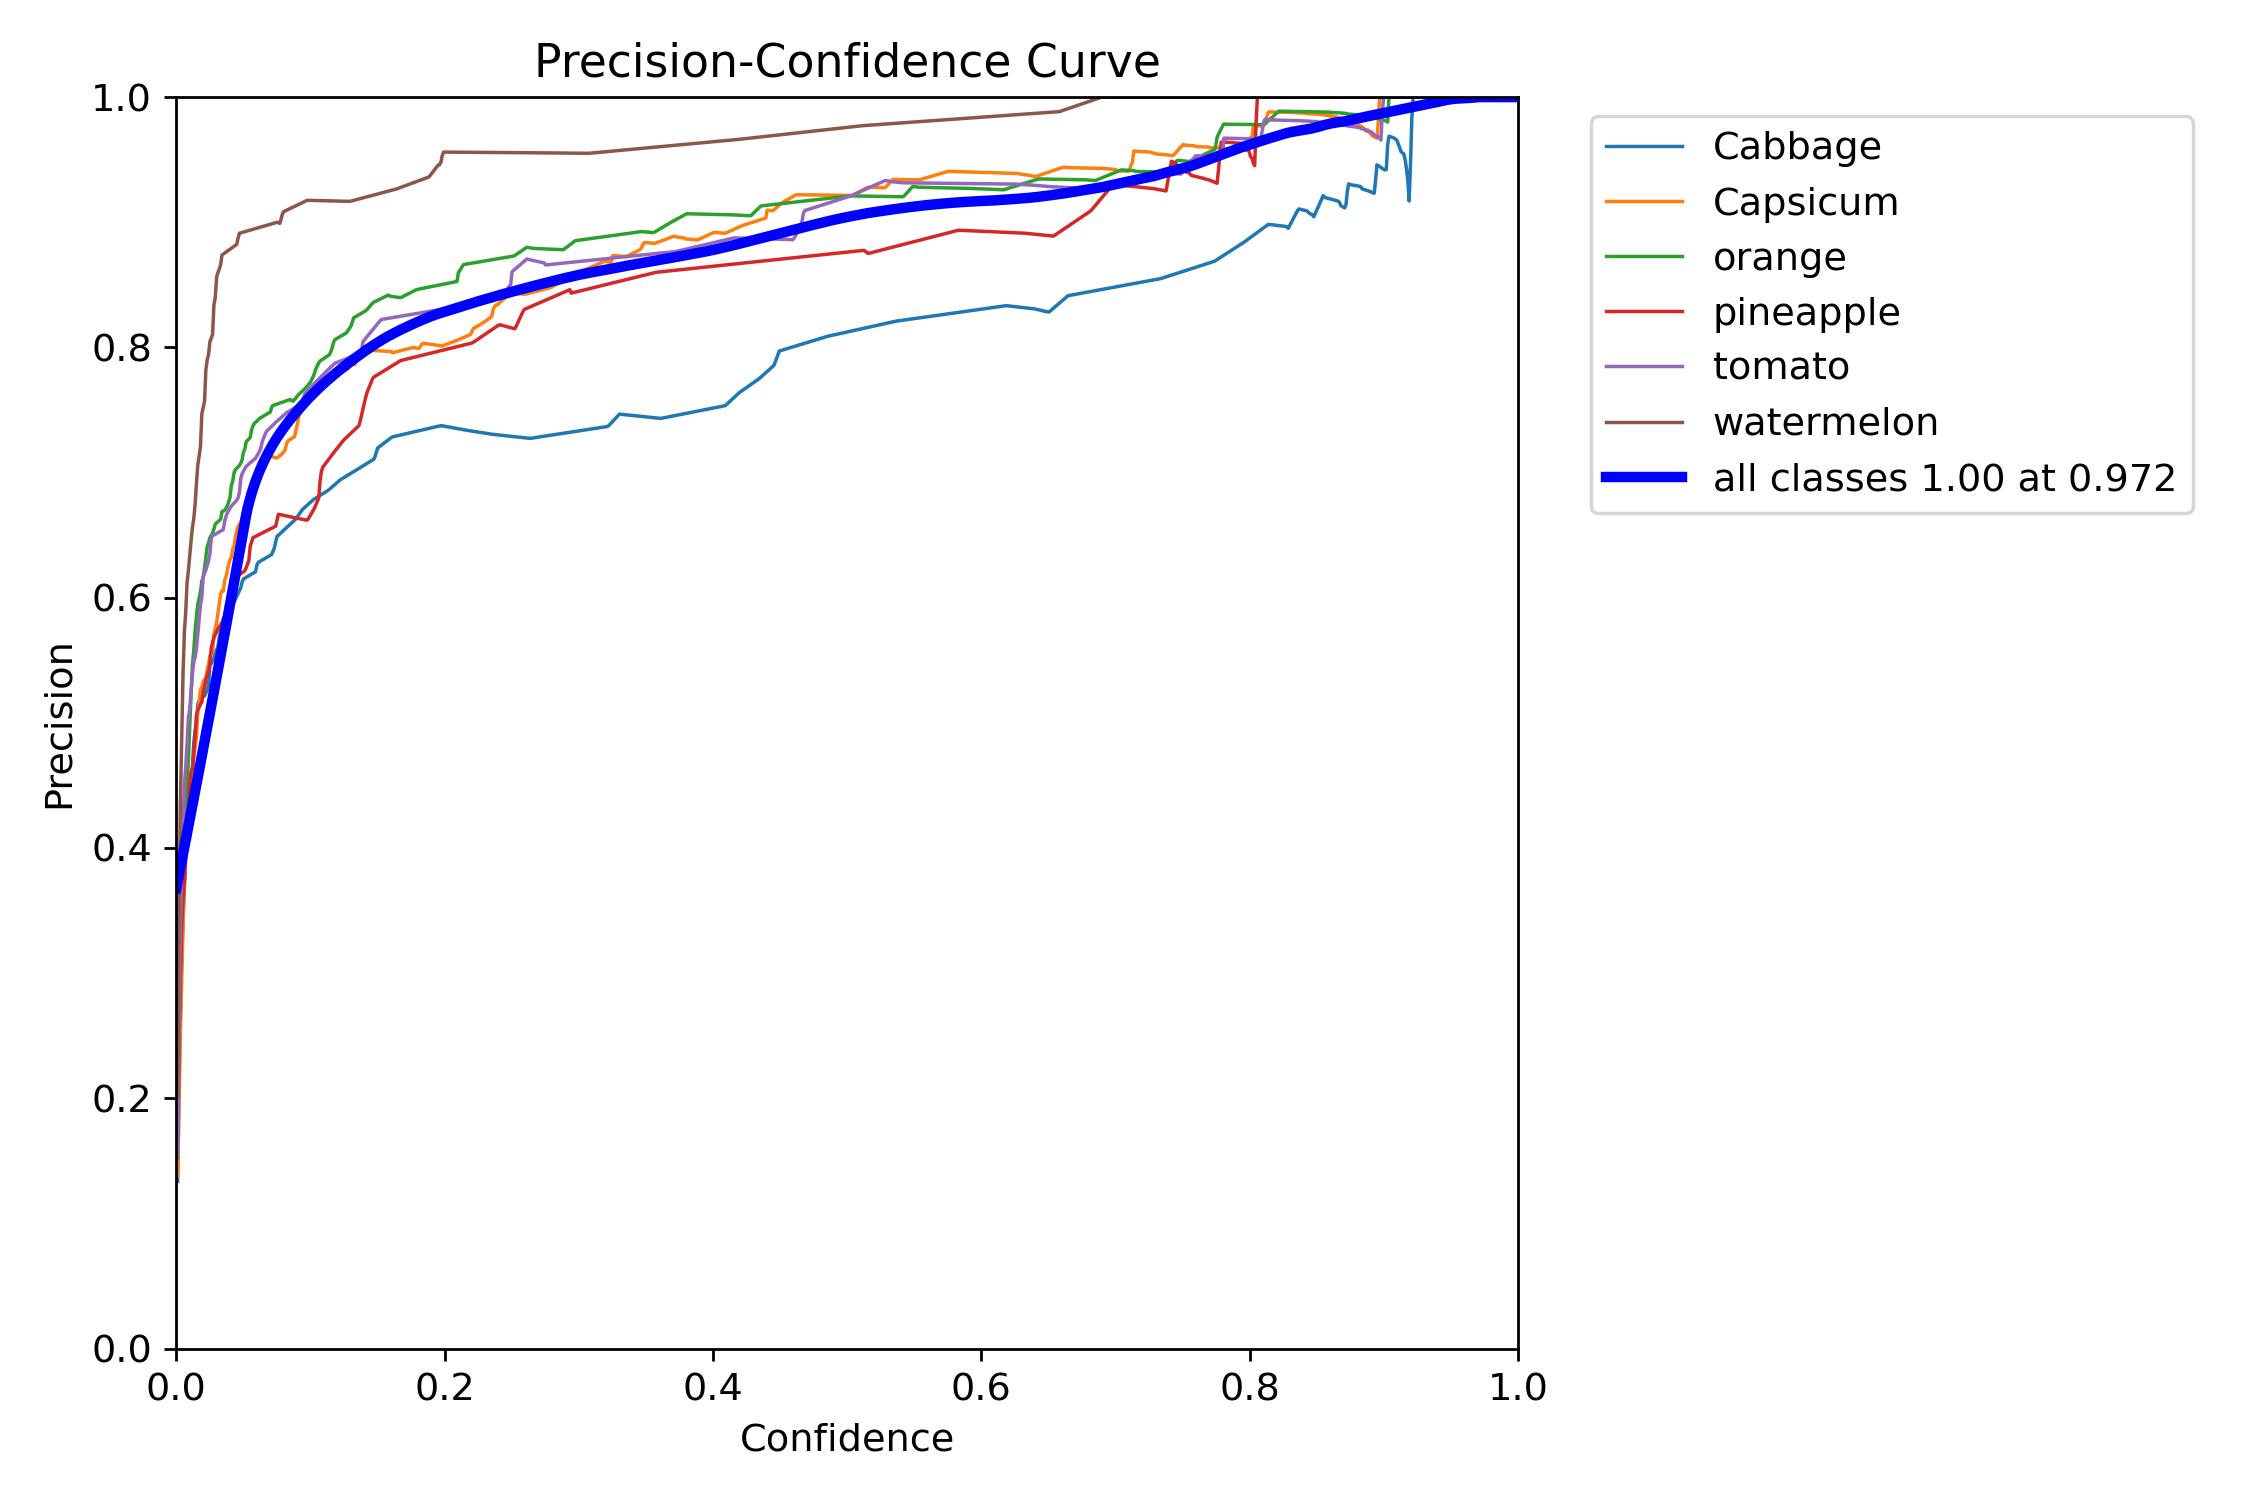 Precision-Confidence Curve
1.0
0.8
0.6
0.4
0.2
0.0
Precision
0.0 0.2 0.4 0.6 0.8 1.0
Confidence
Cabbage
Capsicum
orange
pineapple
tomato
watermelon
all classes 1.00 at 0.972